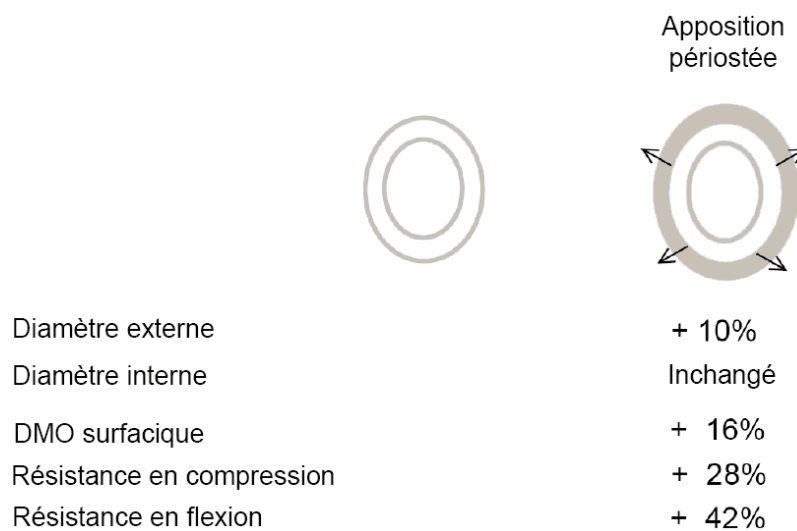 Apposition
périostée
Diamètre externe + 10%
Diamètre interne Inchangé
DMO surfacique + 16%
Résistance en compression + 28%
Résistance en flexion + 42%